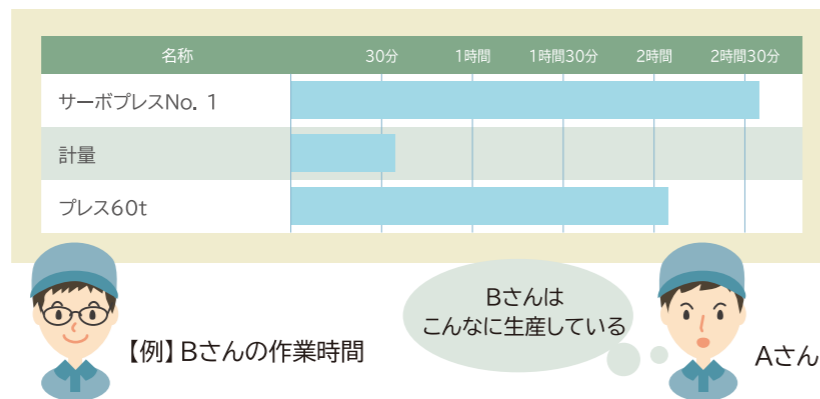 名称 30分 1時間 1時間30分 2時間 2時間30分
サーボプレスNo. 1
計量
プレス60t
Bさんは
こんなに生産している
【例】Bさんの作業時間
Aさん